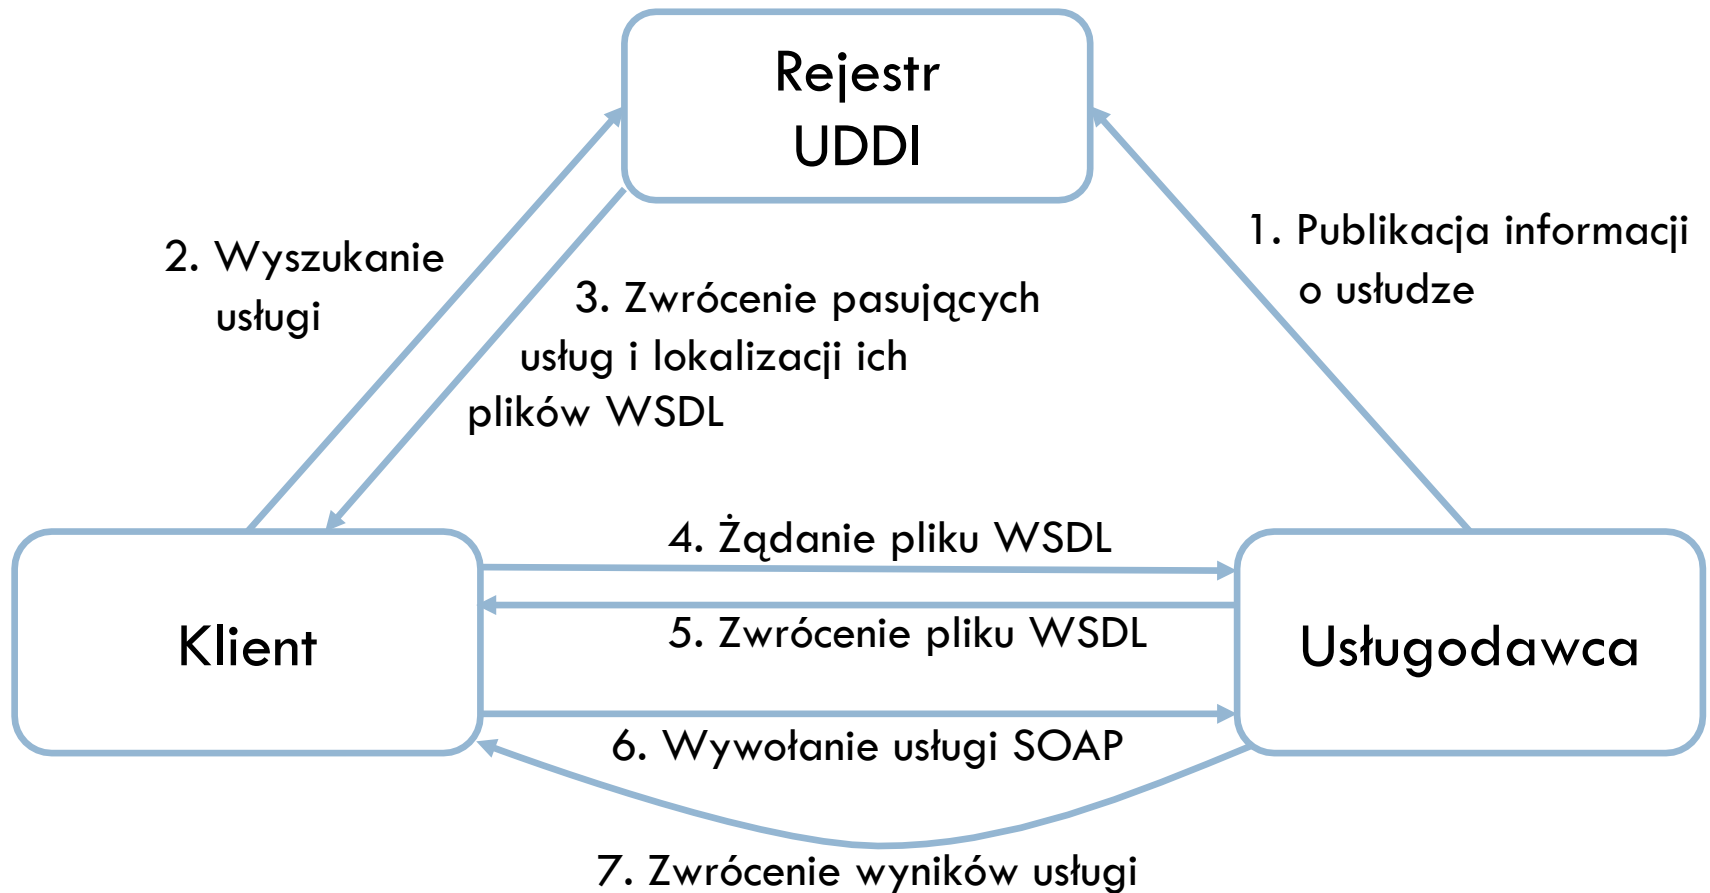 Rejestr
UDDI
1. Publikacja informacji
o usłudze
2. Wyszukanie
usługi
3. Zwrócenie pasujących
usług i lokalizacji ich
plików WSDL
4. Żądanie pliku WSDL
Klient
5. Zwrócenie pliku WSDL
Usługodawca
6. Wywołanie usługi SOAP
7. Zwrócenie wyników usługi